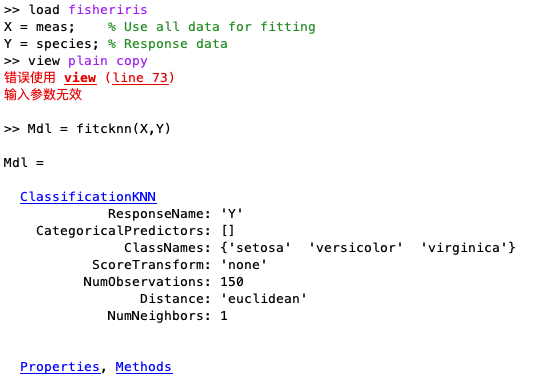 >> load fisheriris
X = meas;    % Use all data for fitting
Y = species; % Response data
>> view plain copy
错误使用 view (line 73)
输入参数无效
>> Mdl = fitcknn(X,Y)
Mdl =
ClassificationKNN
ResponseName: 'Y'
CategoricalPredictors: []
ClassNames: {'setosa'  'versicolor'  'virginica'}
ScoreTransform: 'none'
NumObservations: 150
Distance: 'euclidean'
NumNeighbors: 1
Properties, Methods